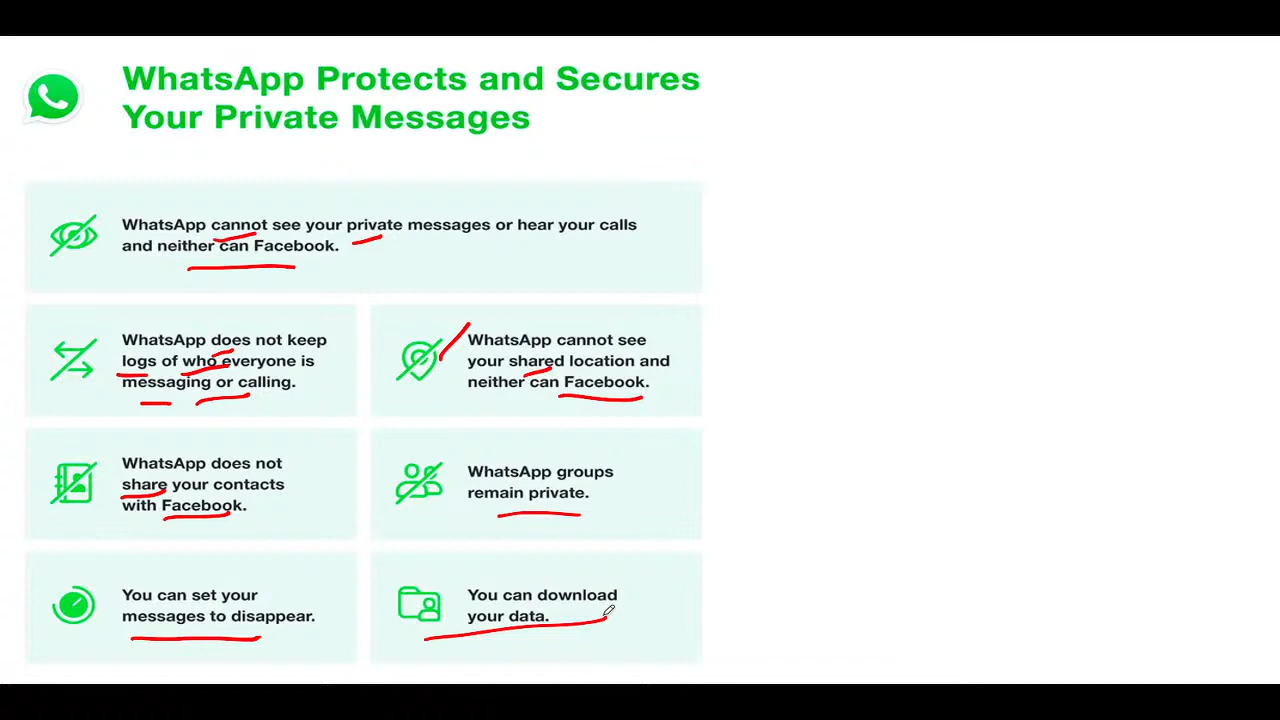 WhatsApp Protects and Secures
Your Private Messages
WhatsApp cannot see your private messages or hear your calls
and neither can Facebook.
WhatsApp does not keep
logs of who everyone is
messaging or calling.
WhatsApp cannot see
your shared location and
neither can Facebook.
WhatsApp does not
share your contacts
with Facebook.
WhatsApp groups
remain private.
You can set your
messages to disappear.
You can download
your data.